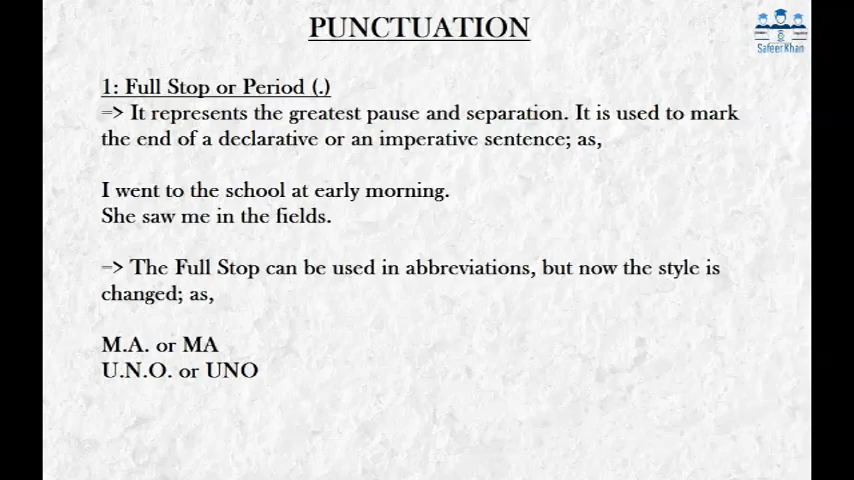 PUNCTUATION
Safeer Khan
1: Full Stop or Period (.)
=> It represents the greatest pause and separation. It is used to mark
the end of a declarative or an imperative sentence; as,
I went to the school at early morning.
She saw me in the fields.
=> The Full Stop can be used in abbreviations, but now the style is
changed; as,
M.A. or MA
U.N.O. or UNO